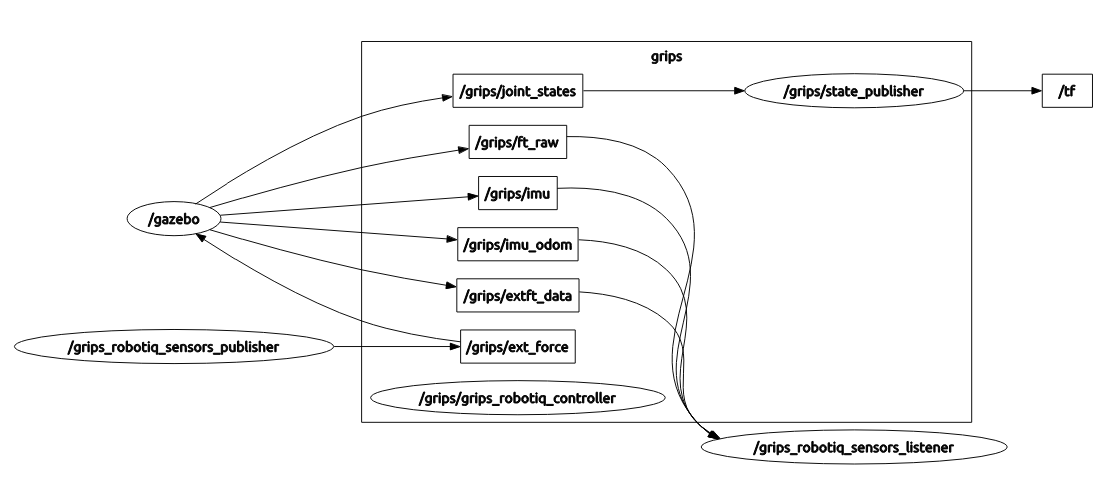 grips
/grips/joint_states
/grips/state_publisher
/tf
/grips/ft_raw
/grips/imu
/gazebo
/grips/imu_odom
/grips/extft_data
/grips_robotiq_sensors_publisher
/grips/ext_force
/grips/grips_robotiq_controller
/grips_robotiq_sensors_listener